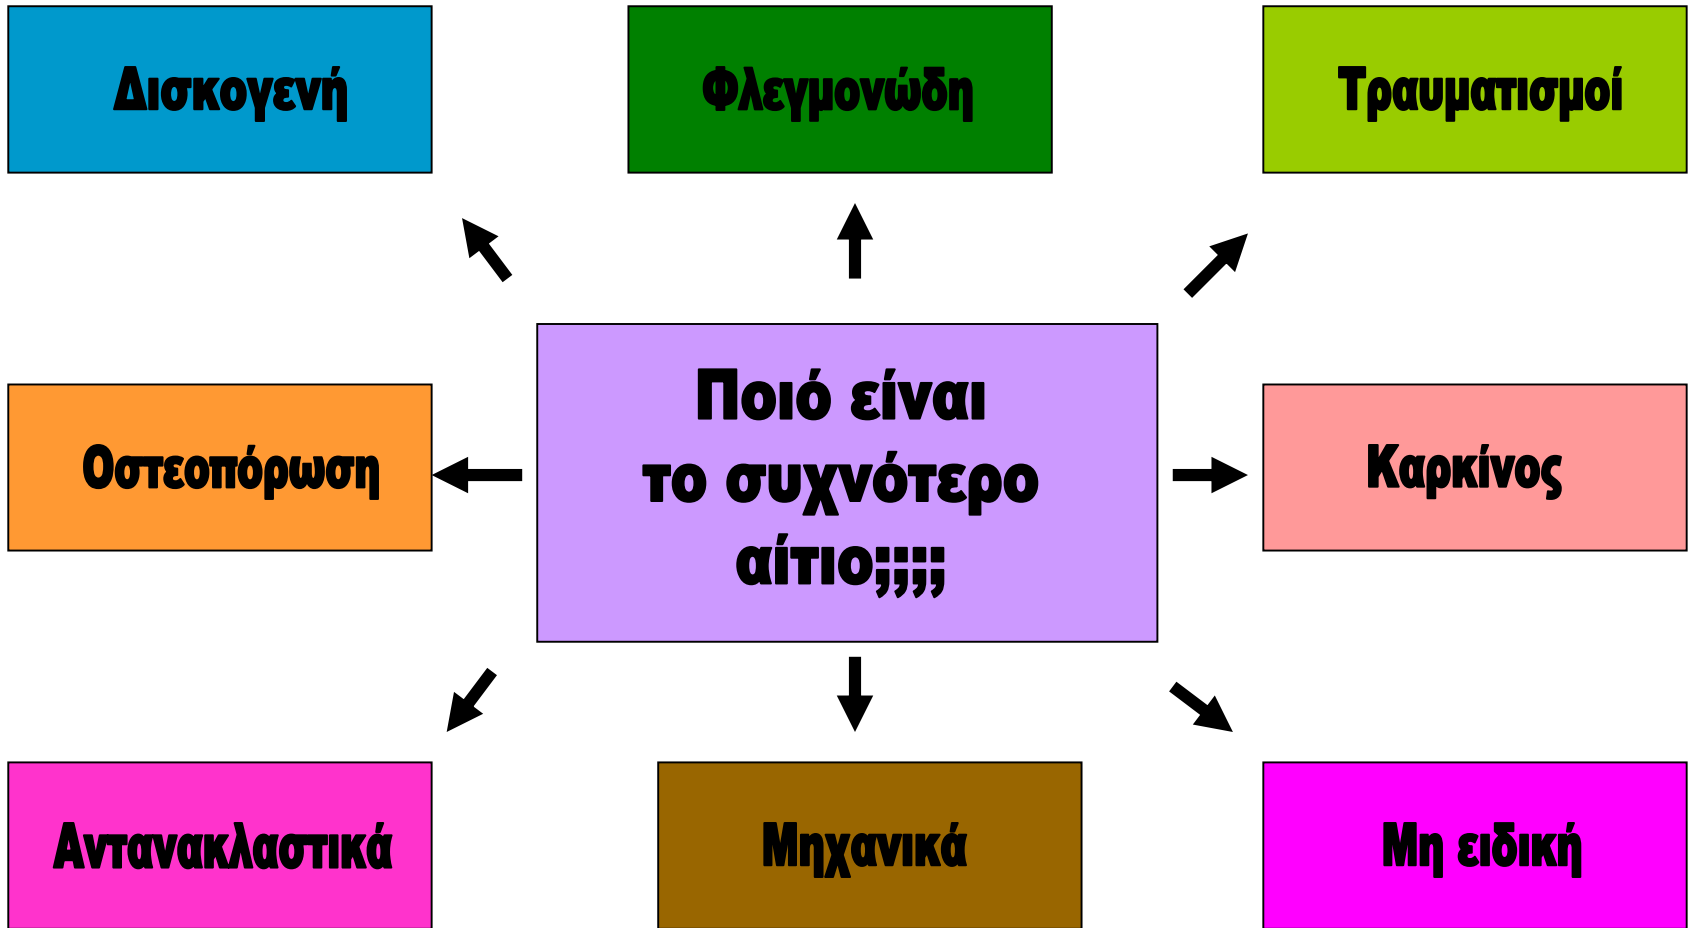 Δισκογενή
Φλεγμονώδη
Τραυματισμοί
Ποιό είναι
το συχνότερο
αίτιο;;;;
Οστεοπόρωση
Καρκίνος
Αντανακλαστικά
Μηχανικά
Μη ειδική